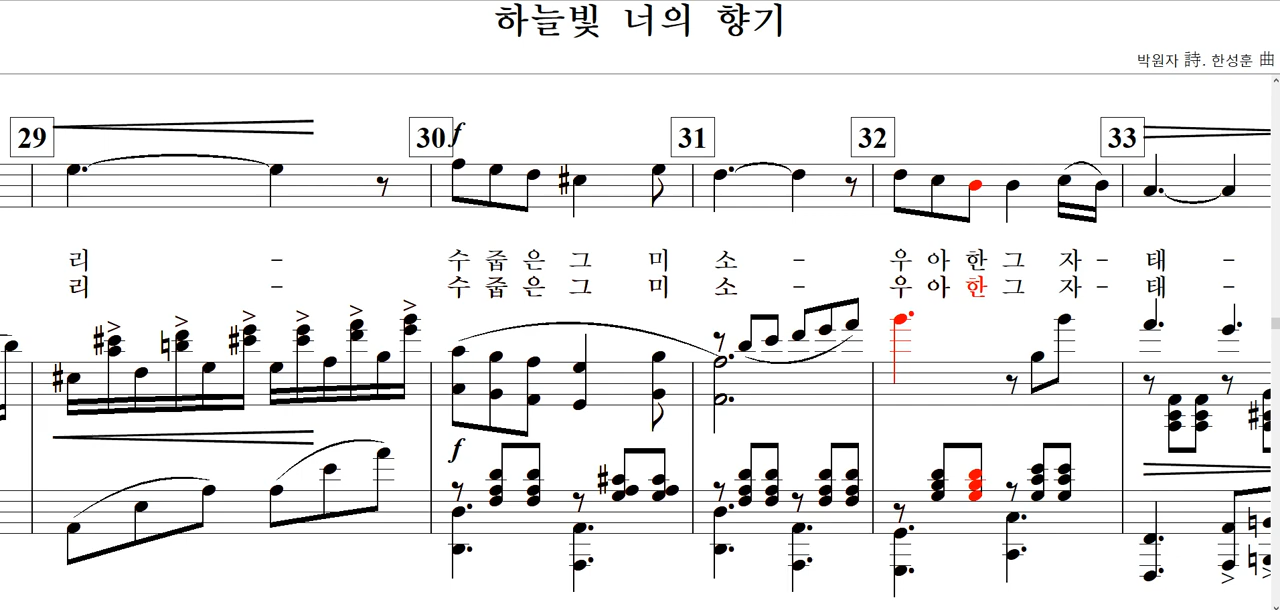 하늘빛 너의 향기
박원자 詩. 한성훈 曲
29 30 f 31 32 33
리 - 수 줍 은 그 미 소 - 우 아 한 그 자 - 태 -
리 - 수 줍 은 그 미 소 - 우 아 한 그 자 - 태 -
f